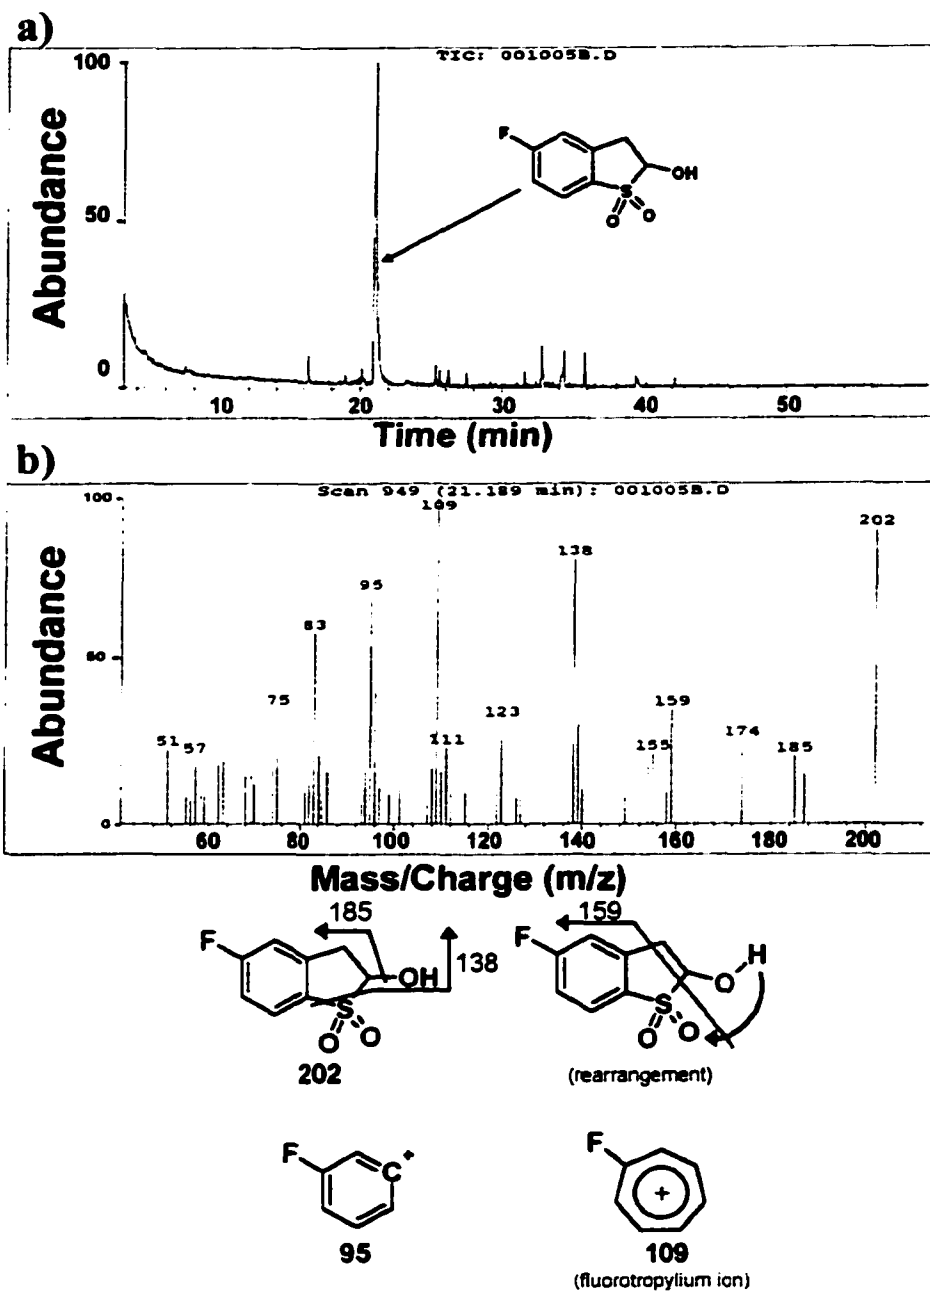 a)
TIC: 001005B.D
100
50
0
Abundance
F
OH
S
O O
10 20 30 40 50
Time (min)
b)
Scan 949 (21.189 min): 001005B.D
100
50
0
Abundance
109
202
138
95
83
75
123
159
51
57
111
155
174
185
60 80 100 120 140 160 180 200
Mass/Charge (m/z)
185
138
F
OH
S
O O
202
159
F
H
O
S
O O
(rearrangement)
F
C+
95
F
+
109
(fluorotropylium ion)